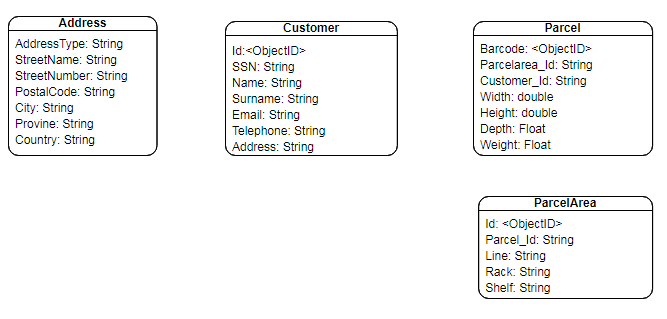 Address
AddressType: String
StreetName: String
StreetNumber: String
PostalCode: String
City: String
Provine: String
Country: String
Customer
Id:<ObjectID>
SSN: String
Name: String
Surname: String
Email: String
Telephone: String
Address: String
Parcel
Barcode: <ObjectID>
Parcelarea_Id: String
Customer_Id: String
Width: double
Height: double
Depth: Float
Weight: Float
ParcelArea
Id: <ObjectID>
Parcel_Id: String
Line: String
Rack: String
Shelf: String